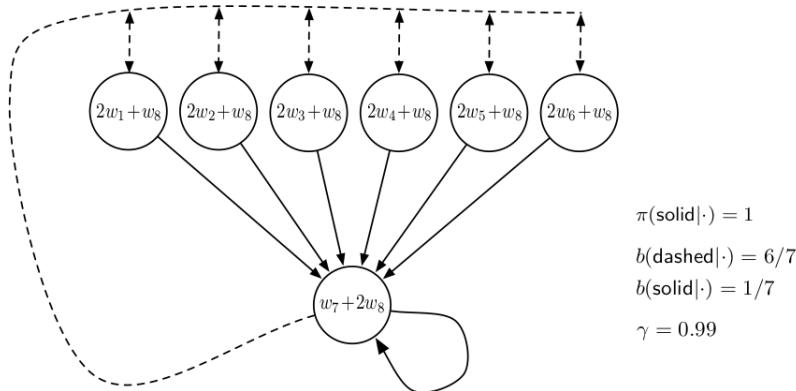 2w₁+w₈ 2w₂+w₈ 2w₃+w₈ 2w₄+w₈ 2w₅+w₈ 2w₆+w₈
π(solid|·) = 1
b(dashed|·) = 6/7
b(solid|·) = 1/7
w₇+2w₈
γ = 0.99